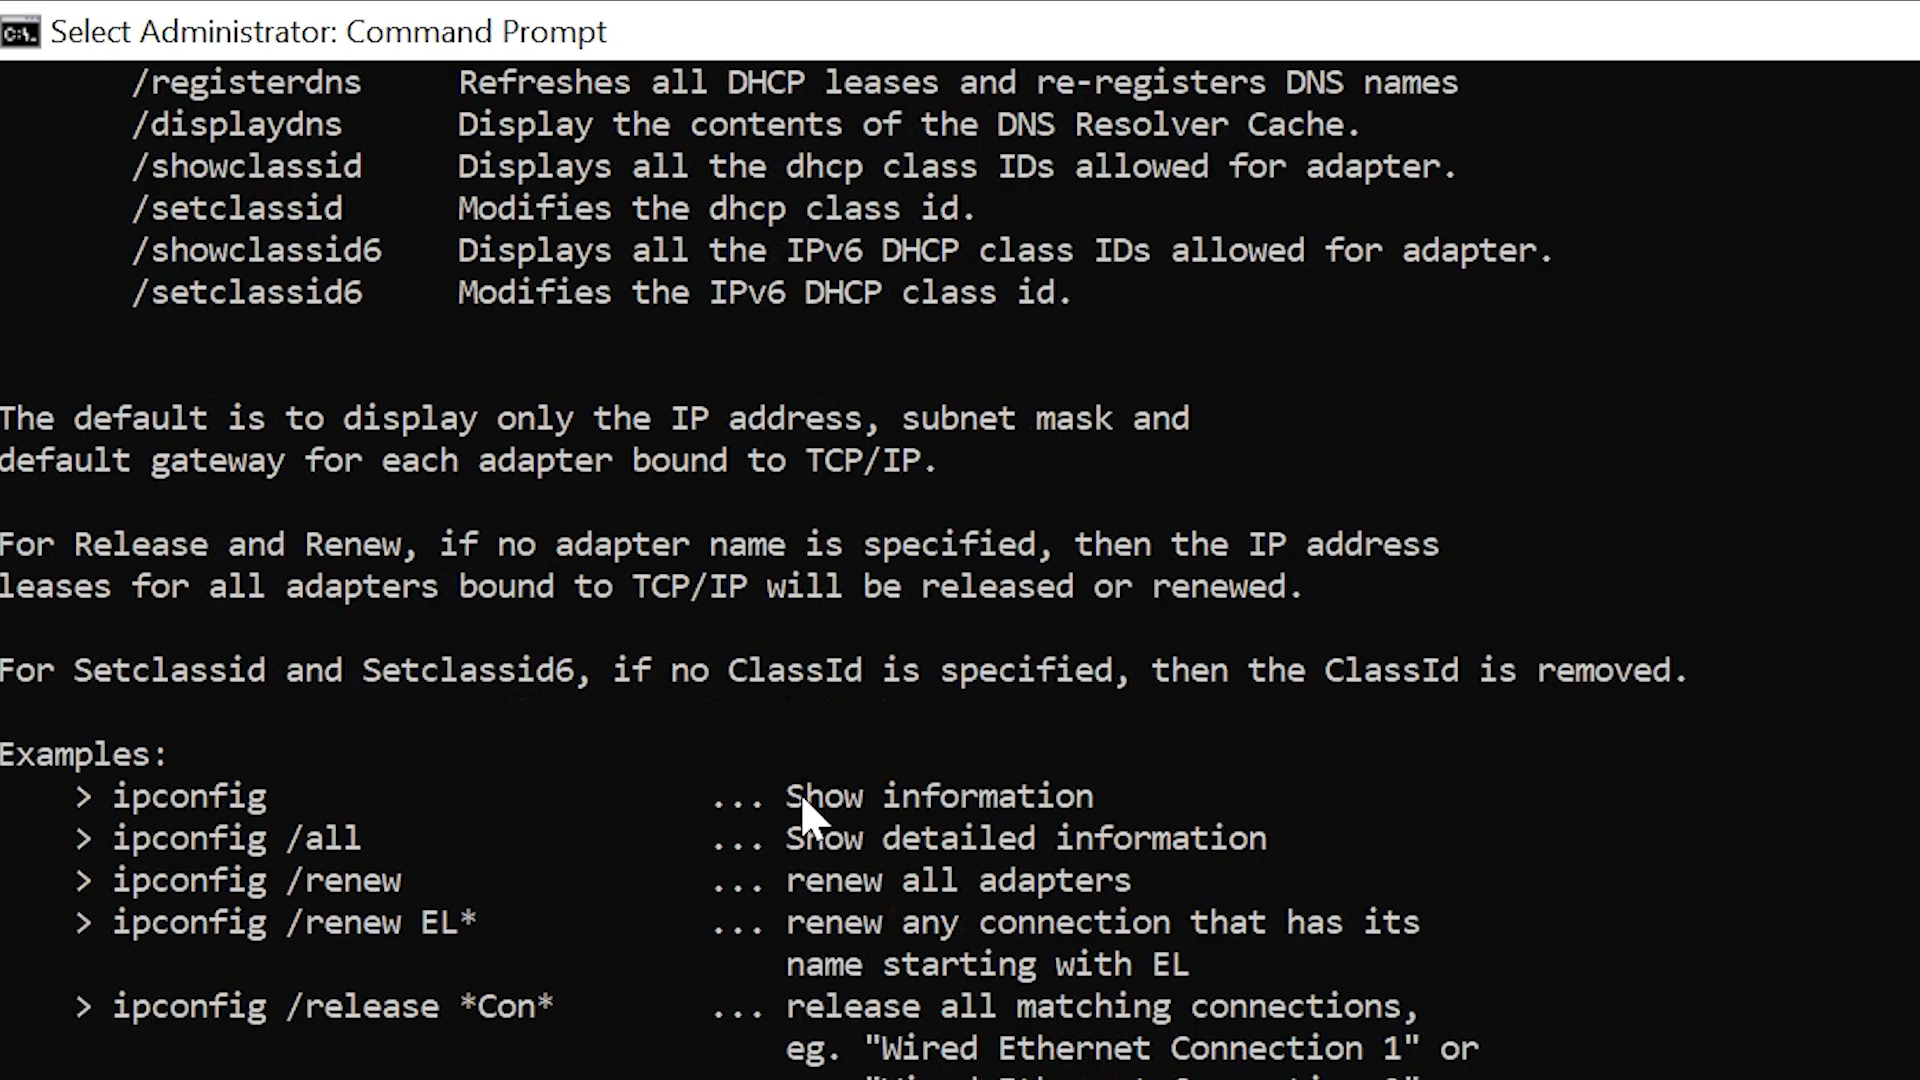 Select Administrator: Command Prompt
/registerdns Refreshes all DHCP leases and re-registers DNS names
/displaydns Display the contents of the DNS Resolver Cache.
/showclassid Displays all the dhcp class IDs allowed for adapter.
/setclassid Modifies the dhcp class id.
/showclassid6 Displays all the IPv6 DHCP class IDs allowed for adapter.
/setclassid6 Modifies the IPv6 DHCP class id.
The default is to display only the IP address, subnet mask and
default gateway for each adapter bound to TCP/IP.
For Release and Renew, if no adapter name is specified, then the IP address
leases for all adapters bound to TCP/IP will be released or renewed.
For Setclassid and Setclassid6, if no ClassId is specified, then the ClassId is removed.
Examples:
> ipconfig ... Show information
> ipconfig /all ... Show detailed information
> ipconfig /renew ... renew all adapters
> ipconfig /renew EL* ... renew any connection that has its
name starting with EL
> ipconfig /release *Con* ... release all matching connections,
eg. "Wired Ethernet Connection 1" or